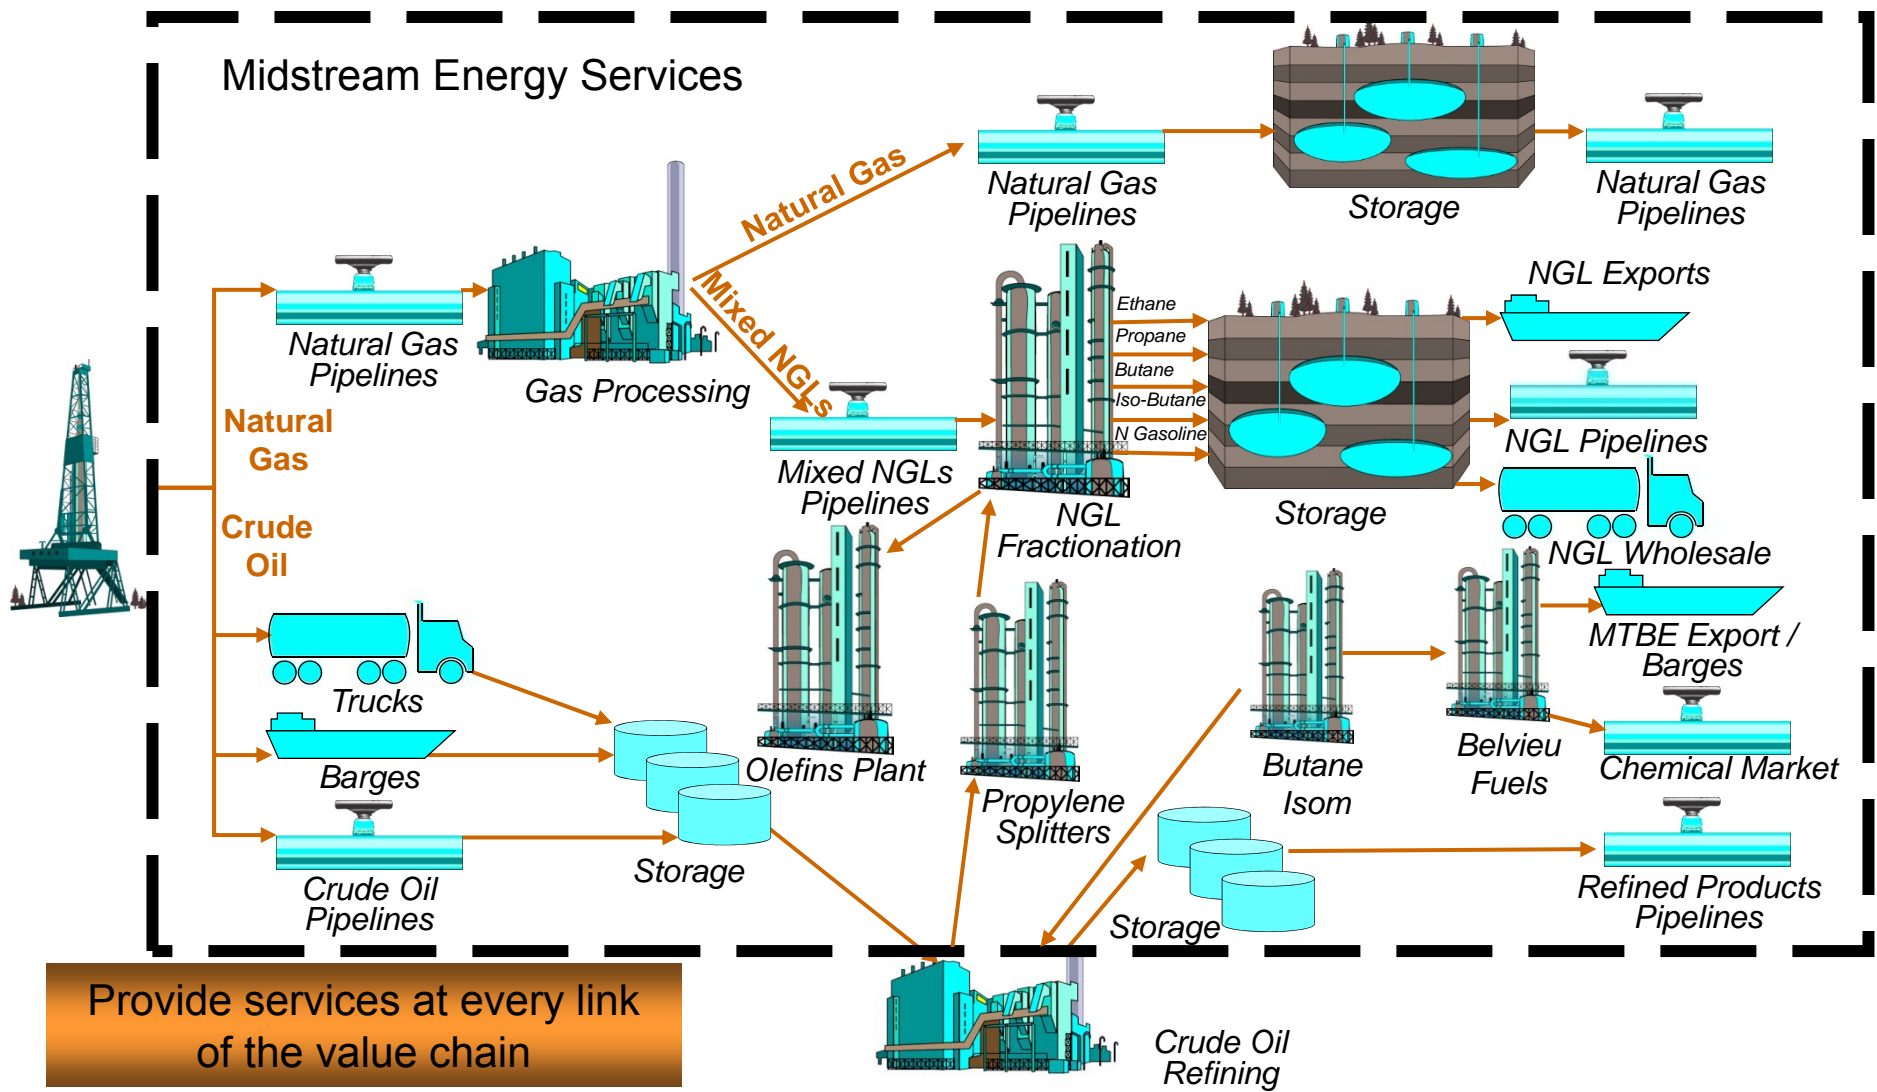 Midstream Energy Services
Natural Gas
Pipelines
Storage
Natural Gas
Pipelines
Natural Gas
Mixed NGLs
Natural Gas
Pipelines
Gas Processing
Ethane
Propane
Butane
Iso-Butane
N Gasoline
NGL Exports
NGL Pipelines
NGL Wholesale
Storage
Mixed NGLs
Pipelines
NGL
Fractionation
Natural
Gas
Crude
Oil
Trucks
Barges
Crude Oil
Pipelines
Storage
Olefins Plant
Propylene
Splitters
Butane
Isom
Belvieu
Fuels
MTBE Export /
Barges
Chemical Market
Storage
Refined Products
Pipelines
Crude Oil
Refining
Provide services at every link
of the value chain